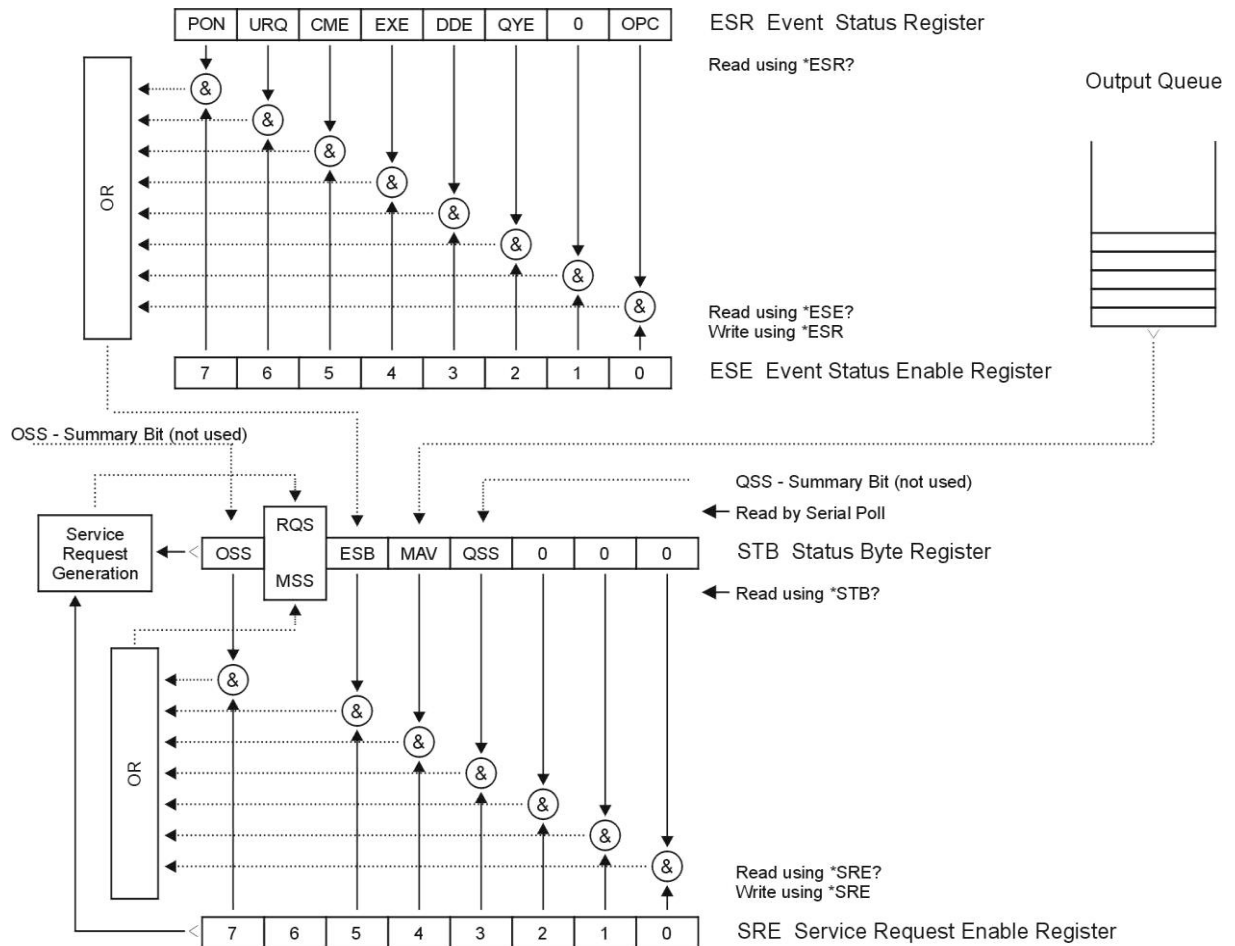 PON URQ CME EXE DDE QYE 0 OPC
ESR Event Status Register
Read using *ESR?
Output Queue
&
&
&
&
&
&
&
&
OR
Read using *ESE?
Write using *ESR
7 6 5 4 3 2 1 0
ESE Event Status Enable Register
OSS - Summary Bit (not used)
QSS - Summary Bit (not used)
Read by Serial Poll
Service
Request
Generation
RQS
OSS ESB MAV QSS 0 0 0
MSS
STB Status Byte Register
Read using *STB?
&
&
&
&
&
&
&
OR
Read using *SRE?
Write using *SRE
7 6 5 4 3 2 1 0
SRE Service Request Enable Register